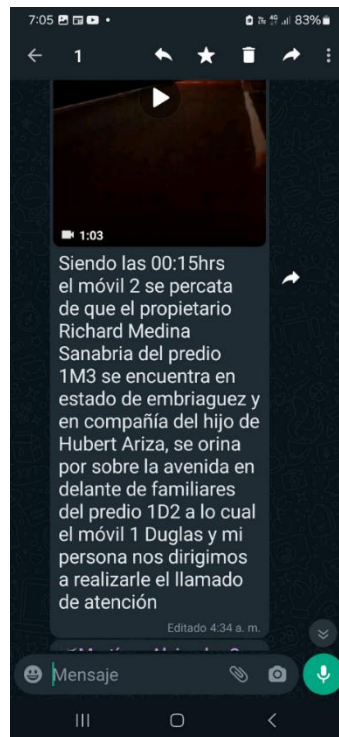 7:05
83%
1
1:03
Siendo las 00:15hrs
el móvil 2 se percata
de que el propietario
Richard Medina
Sanabria del predio
1M3 se encuentra en
estado de embriaguez y
en compañía del hijo de
Hubert Ariza, se orina
por sobre la avenida en
delante de familiares
del predio 1D2 a lo cual
el móvil 1 Duglas y mi
persona nos dirigimos
a realizarle el llamado
de atención
Editado 4:34 a. m.
Mensaje